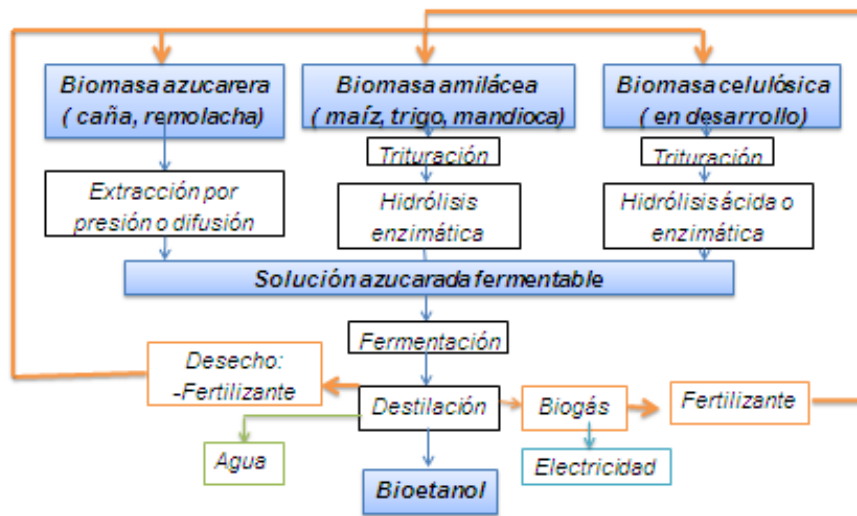 Biomasa azucarera
( caña, remolacha)
Biomasa amilácea
( maíz, trigo, mandioca)
Biomasa celulósica
( en desarrollo)
Trituración
Trituración
Extracción por
presión o difusión
Hidrólisis
enzimática
Hidrólisis ácida o
enzimática
Solución azucarada fermentable
Fermentación
Desecho:
-Fertilizante
Destilación
Biogás
Fertilizante
Agua
Electricidad
Bioetanol